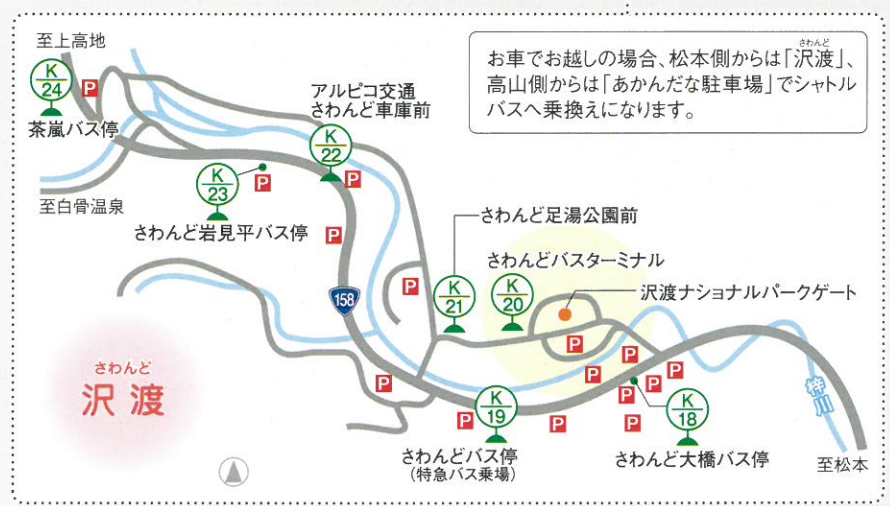 至上高地
K
24
P
茶嵐バス停
アルピコ交通
さわんど車庫前
K
22
P
さわんど
お車でお越しの場合、松本側からは「沢渡」、
高山側からは「あかんだな駐車場」でシャトル
バスへ乗換えになります。
K
23
P
至白骨温泉
さわんど岩見平バス停
P
さわんど足湯公園前
さわんどバスターミナル
158
P
K
21
K
20
沢渡ナショナルパークゲート
P
P
P
P
P
P
さわんど
沢渡
P
K
19
P
P
P
K
18
梓川
さわんどバス停
(特急バス乗場)
さわんど大橋バス停
至松本